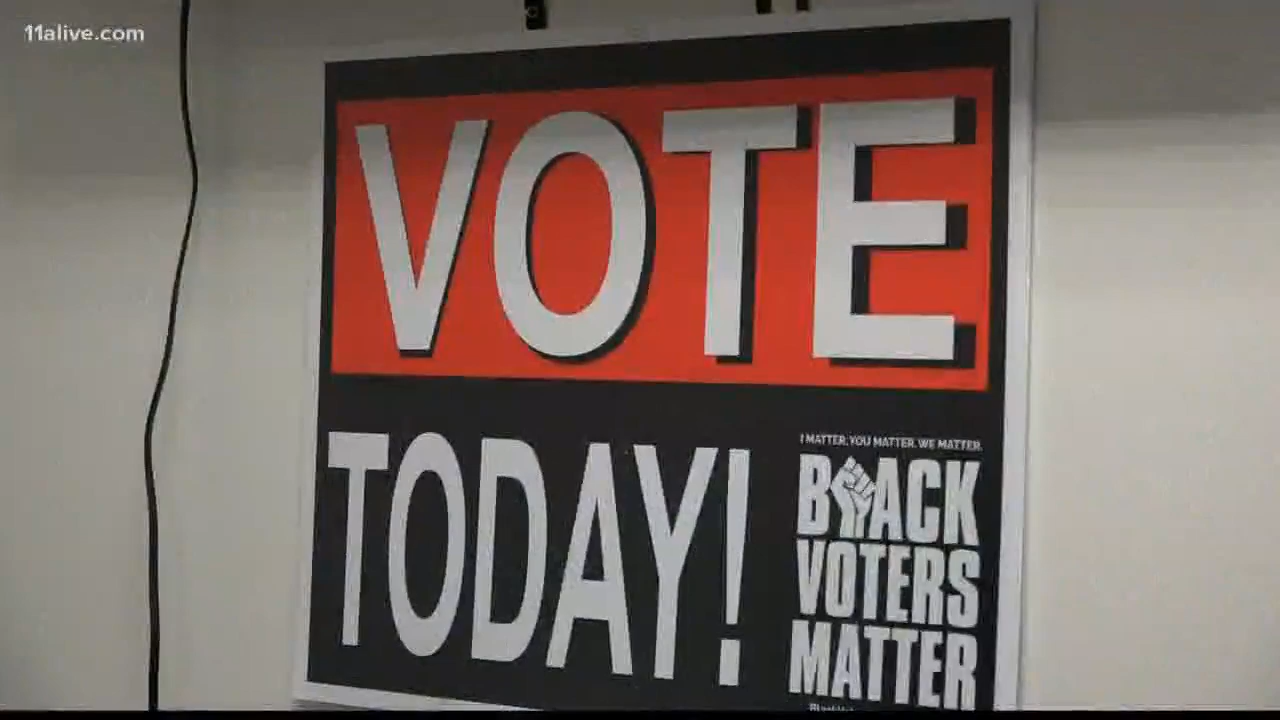 11alive.com
VOTE
TODAY!
I MATTER. YOU MATTER. WE MATTER.
BLACK
VOTERS
MATTER